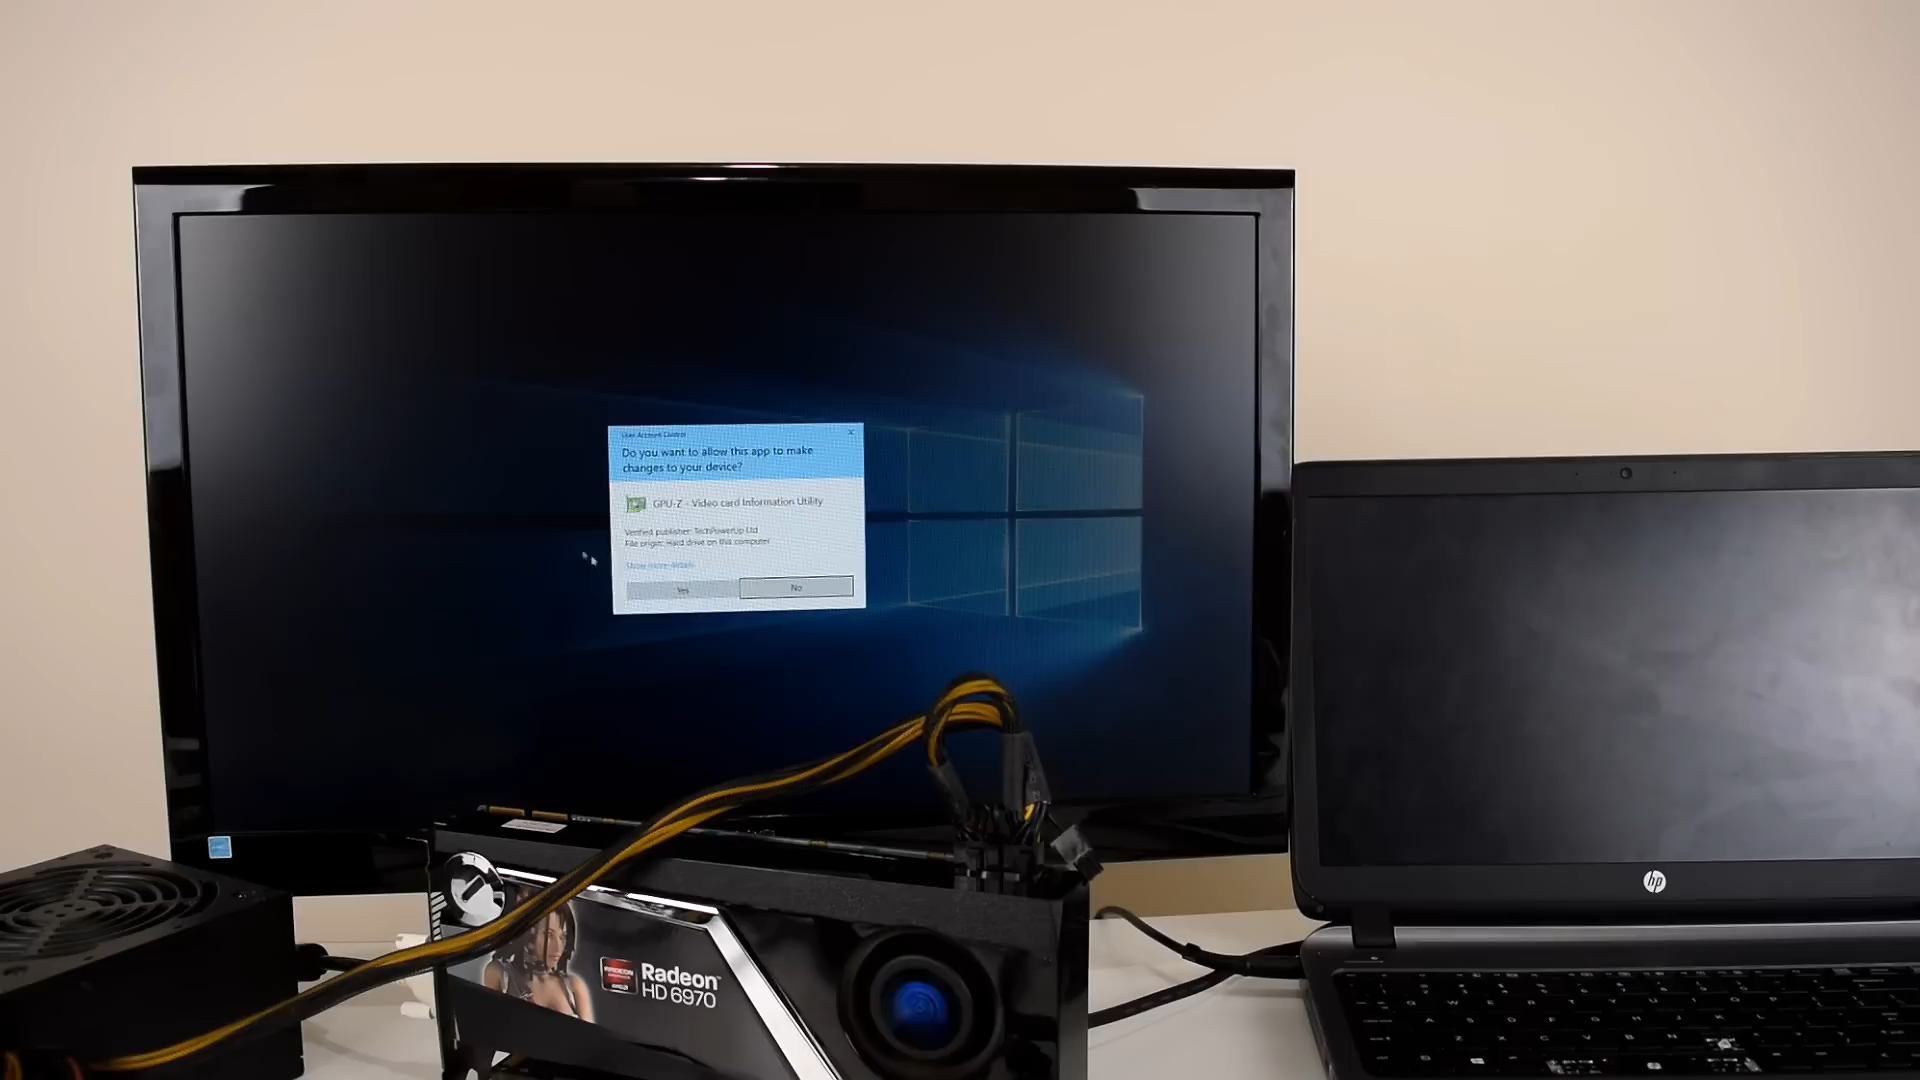 User Account Control
Do you want to allow this app to make
changes to your device?
GPU-Z - Video card Information Utility
Verified publisher: TechPowerUp Ltd
File origin: Hard drive on this computer
Show more details
Yes
No
hp
RADEON
AMD
Radeon™
HD 6970